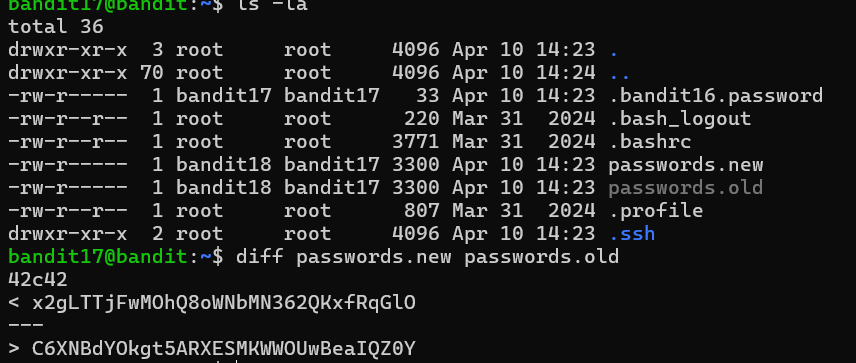 bandit17@bandit:~$ ls -la
total 36
drwxr-xr-x  3 root     root      4096 Apr 10 14:23 .
drwxr-xr-x 70 root     root      4096 Apr 10 14:24 ..
-rw-r-----  1 bandit17 bandit17    33 Apr 10 14:23 .bandit16.password
-rw-r--r--  1 root     root       220 Mar 31  2024 .bash_logout
-rw-r--r--  1 root     root      3771 Mar 31  2024 .bashrc
-rw-r-----  1 bandit18 bandit17  3300 Apr 10 14:23 passwords.new
-rw-r-----  1 bandit18 bandit17  3300 Apr 10 14:23 passwords.old
-rw-r--r--  1 root     root       807 Mar 31  2024 .profile
drwxr-xr-x  2 root     root      4096 Apr 10 14:23 .ssh
bandit17@bandit:~$ diff passwords.new passwords.old
42c42
< x2gLTTjFwMOhQ8oWNbMN362QKxfRqGlO
---
> C6XNBdYOkgt5ARXESMKWWOUwBeaIQZ0Y